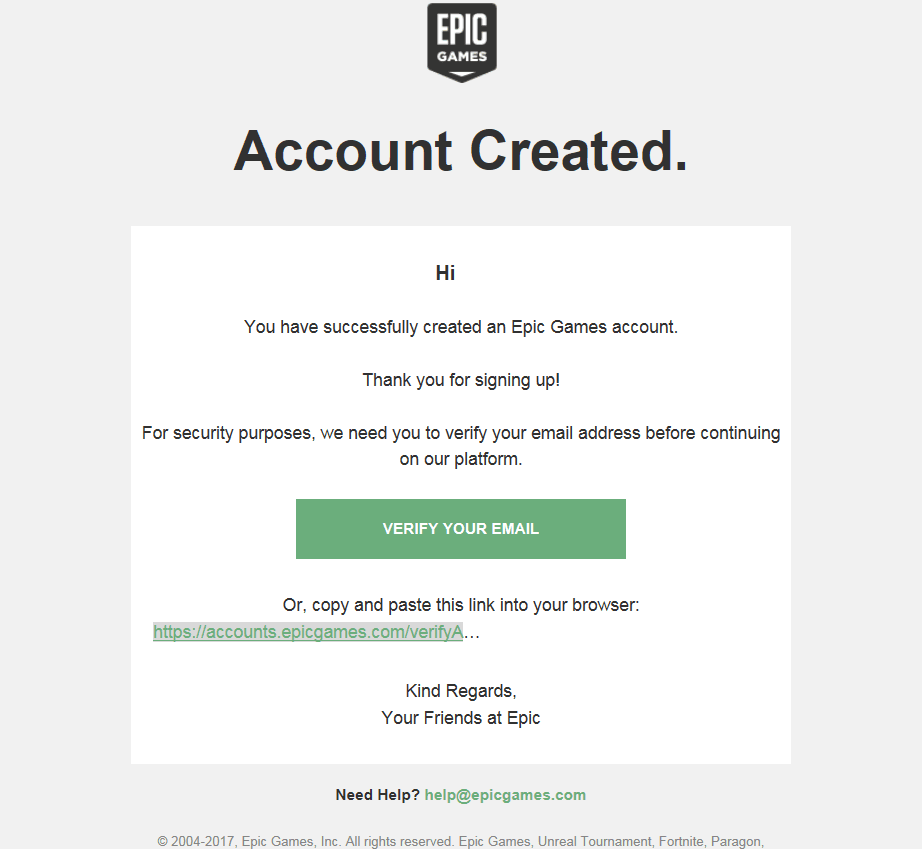 EPIC
GAMES
Account Created.
Hi
You have successfully created an Epic Games account.
Thank you for signing up!
For security purposes, we need you to verify your email address before continuing
on our platform.
VERIFY YOUR EMAIL
Or, copy and paste this link into your browser:
https://accounts.epicgames.com/verifyA…
Kind Regards,
Your Friends at Epic
Need Help? help@epicgames.com
© 2004-2017, Epic Games, Inc. All rights reserved. Epic Games, Unreal Tournament, Fortnite, Paragon,